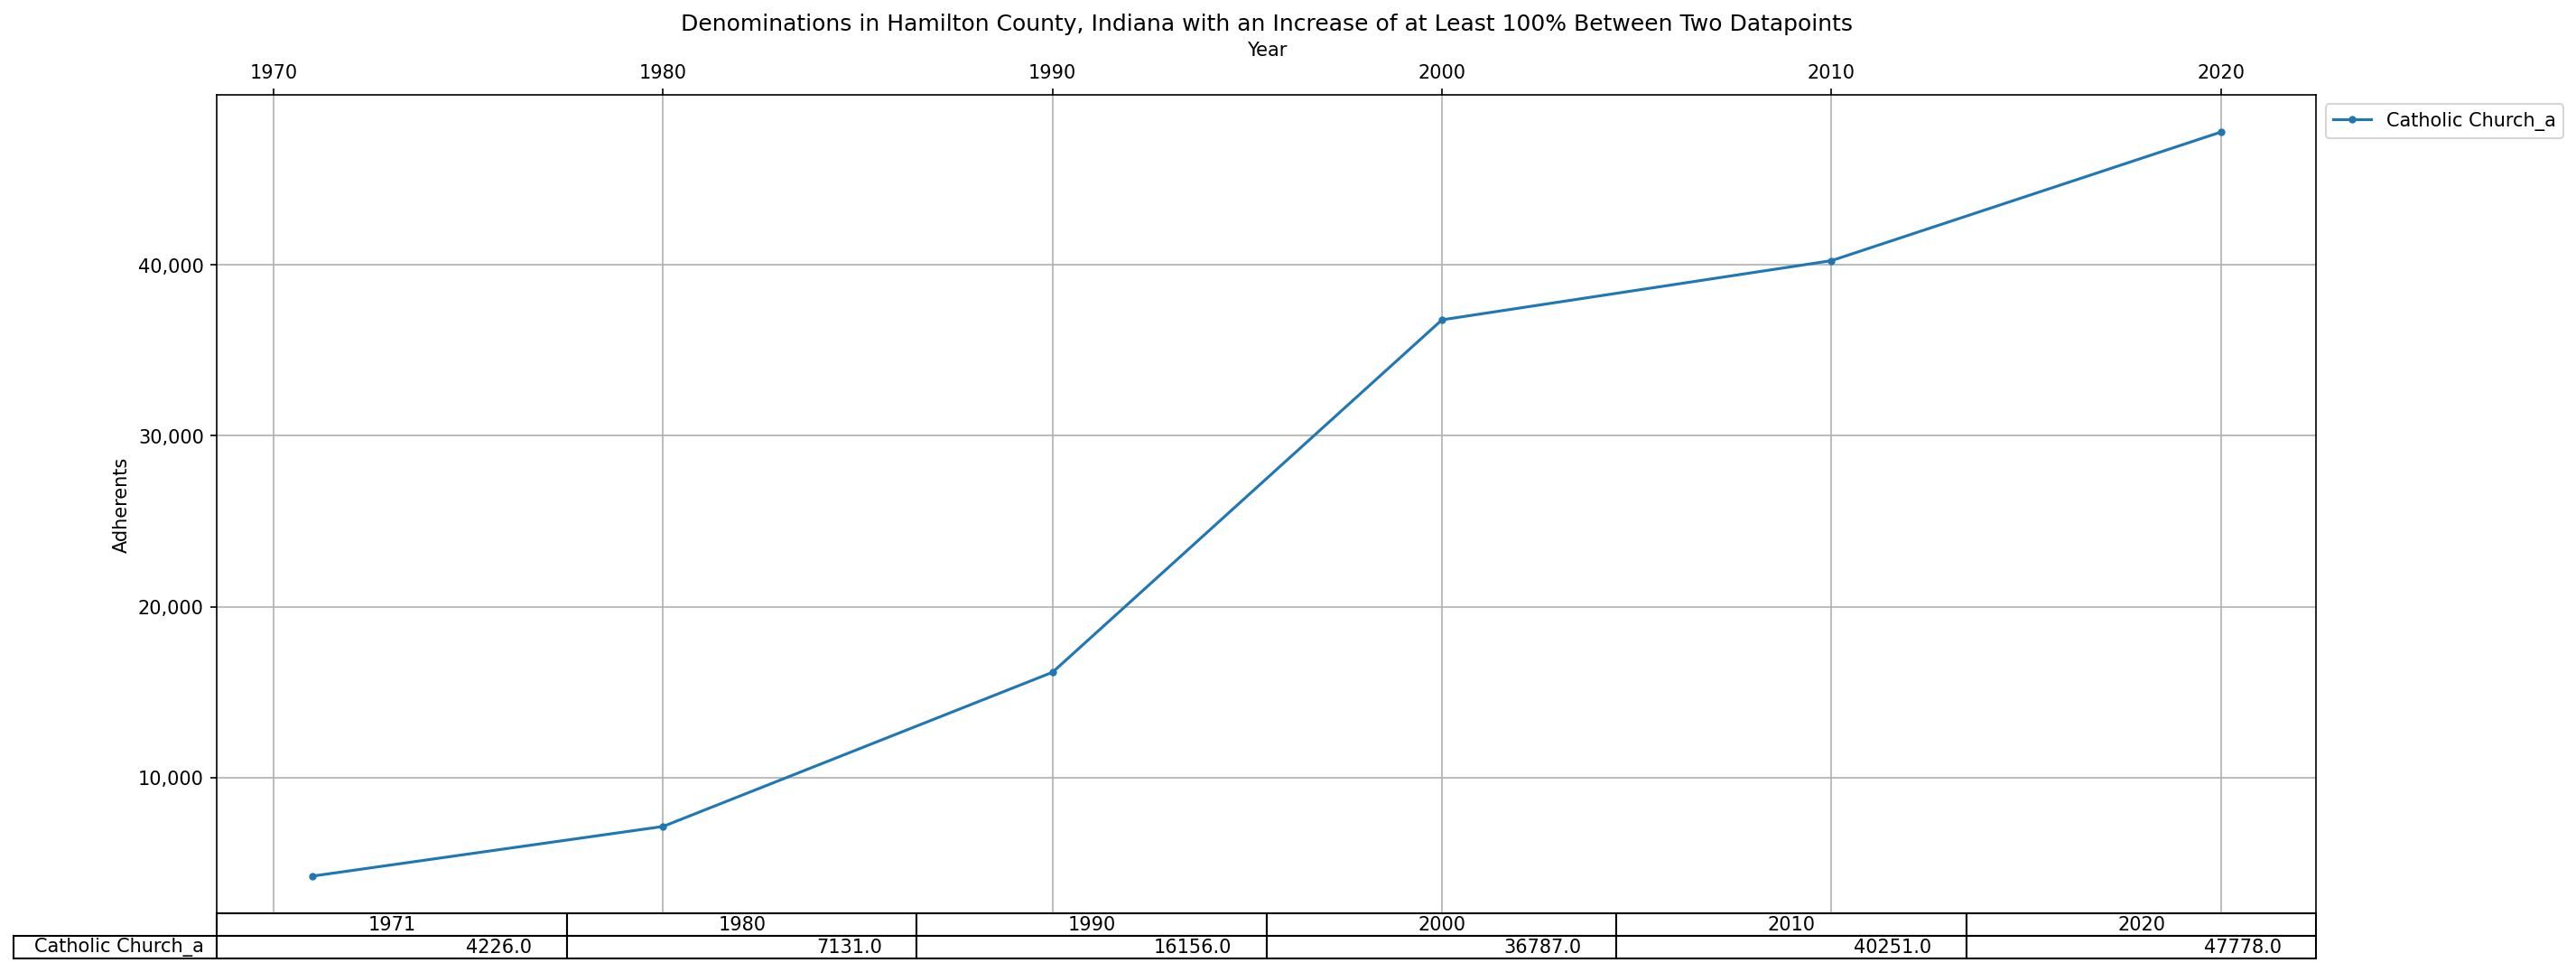 Denominations in Hamilton County, Indiana with an Increase of at Least 100% Between Two Datapoints
Year
1970 1980 1990 2000 2010 2020
Catholic Church_a
40,000
30,000
20,000
10,000
Adherents
1971 1980 1990 2000 2010 2020
Catholic Church_a 4226.0 7131.0 16156.0 36787.0 40251.0 47778.0